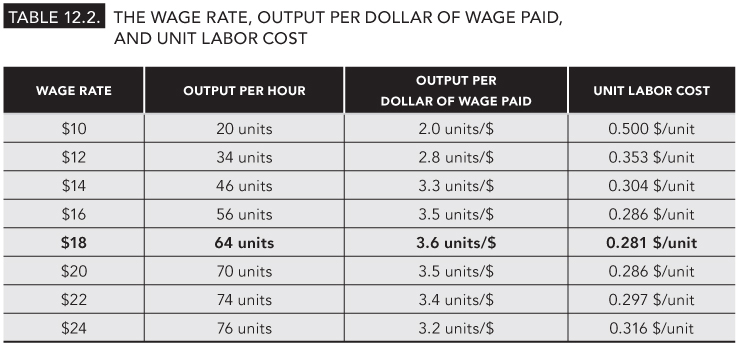 TABLE 12.2. THE WAGE RATE, OUTPUT PER DOLLAR OF WAGE PAID,
AND UNIT LABOR COST
WAGE RATE OUTPUT PER HOUR OUTPUT PER DOLLAR OF WAGE PAID UNIT LABOR COST
$10 20 units 2.0 units/$ 0.500 $/unit
$12 34 units 2.8 units/$ 0.353 $/unit
$14 46 units 3.3 units/$ 0.304 $/unit
$16 56 units 3.5 units/$ 0.286 $/unit
$18 64 units 3.6 units/$ 0.281 $/unit
$20 70 units 3.5 units/$ 0.286 $/unit
$22 74 units 3.4 units/$ 0.297 $/unit
$24 76 units 3.2 units/$ 0.316 $/unit